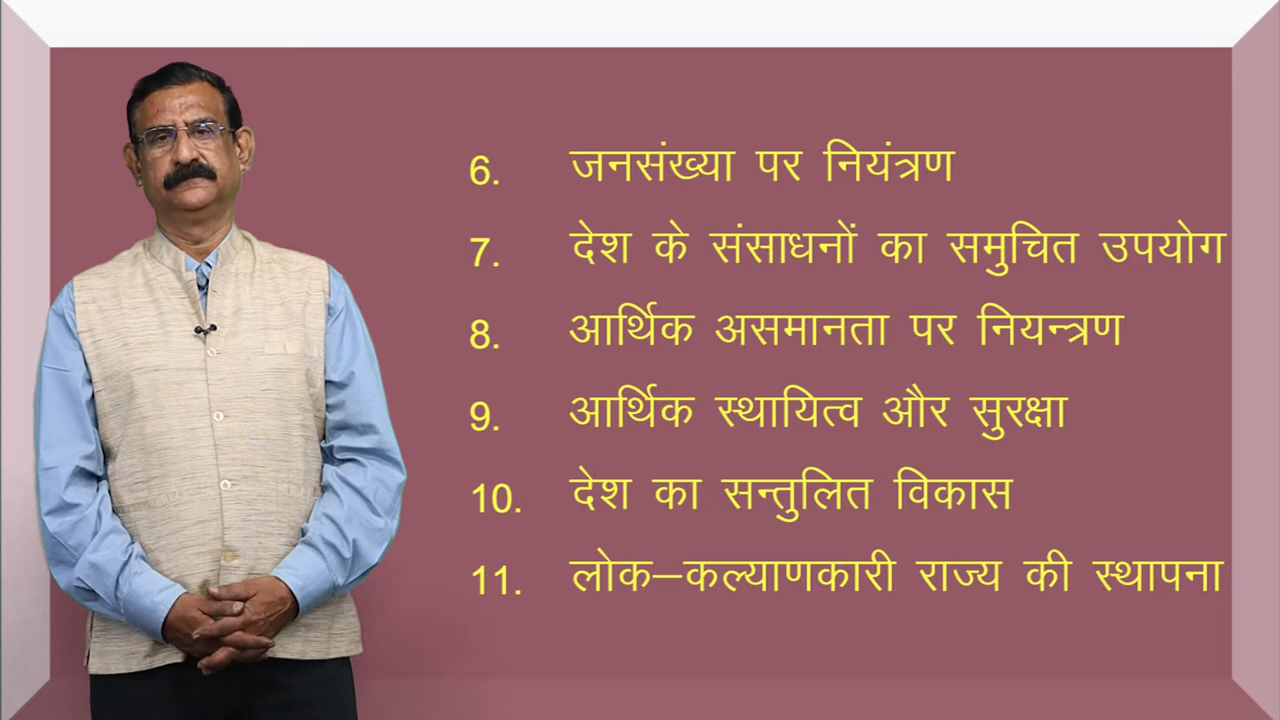 6. जनसंख्या पर नियंत्रण
7. देश के संसाधनों का समुचित उपयोग
8. आर्थिक असमानता पर नियन्त्रण
9. आर्थिक स्थायित्व और सुरक्षा
10. देश का सन्तुलित विकास
11. लोक–कल्याणकारी राज्य की स्थापना